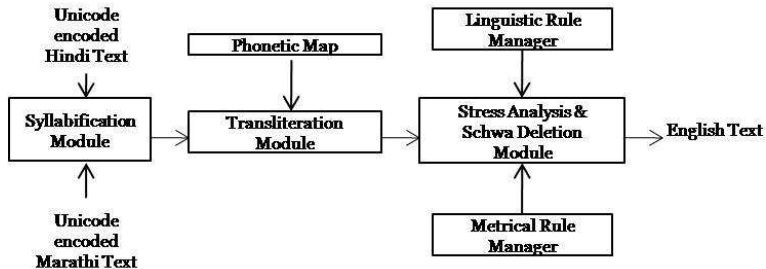 Unicode
encoded
Hindi Text
Phonetic Map
Linguistic Rule
Manager
Syllabification
Module
Transliteration
Module
Stress Analysis &
Schwa Deletion
Module
English Text
Unicode
encoded
Marathi Text
Metrical Rule
Manager